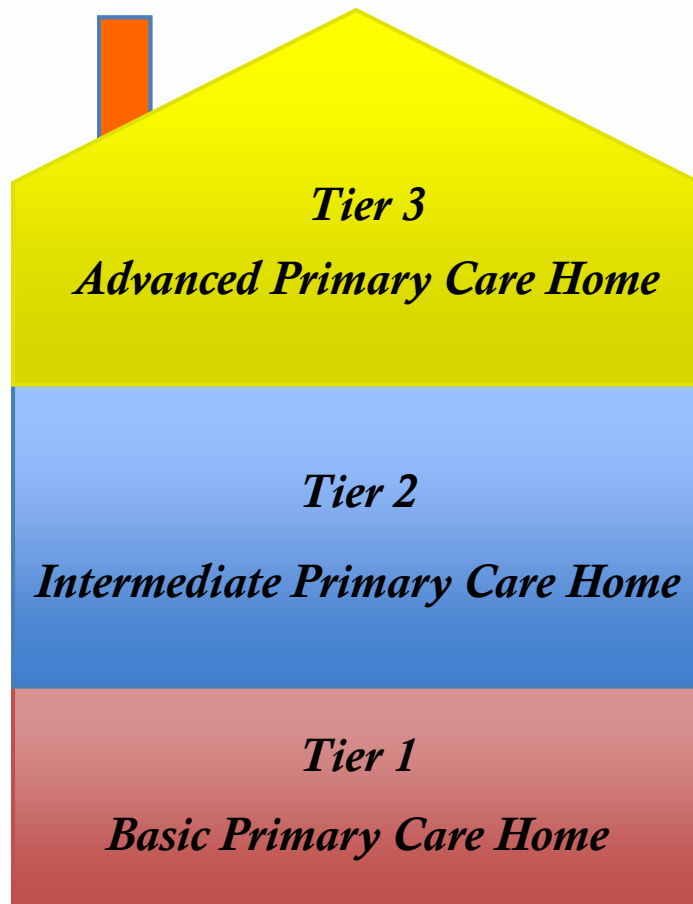 Tier 3
Advanced Primary Care Home
Tier 2
Intermediate Primary Care Home
Tier 1
Basic Primary Care Home